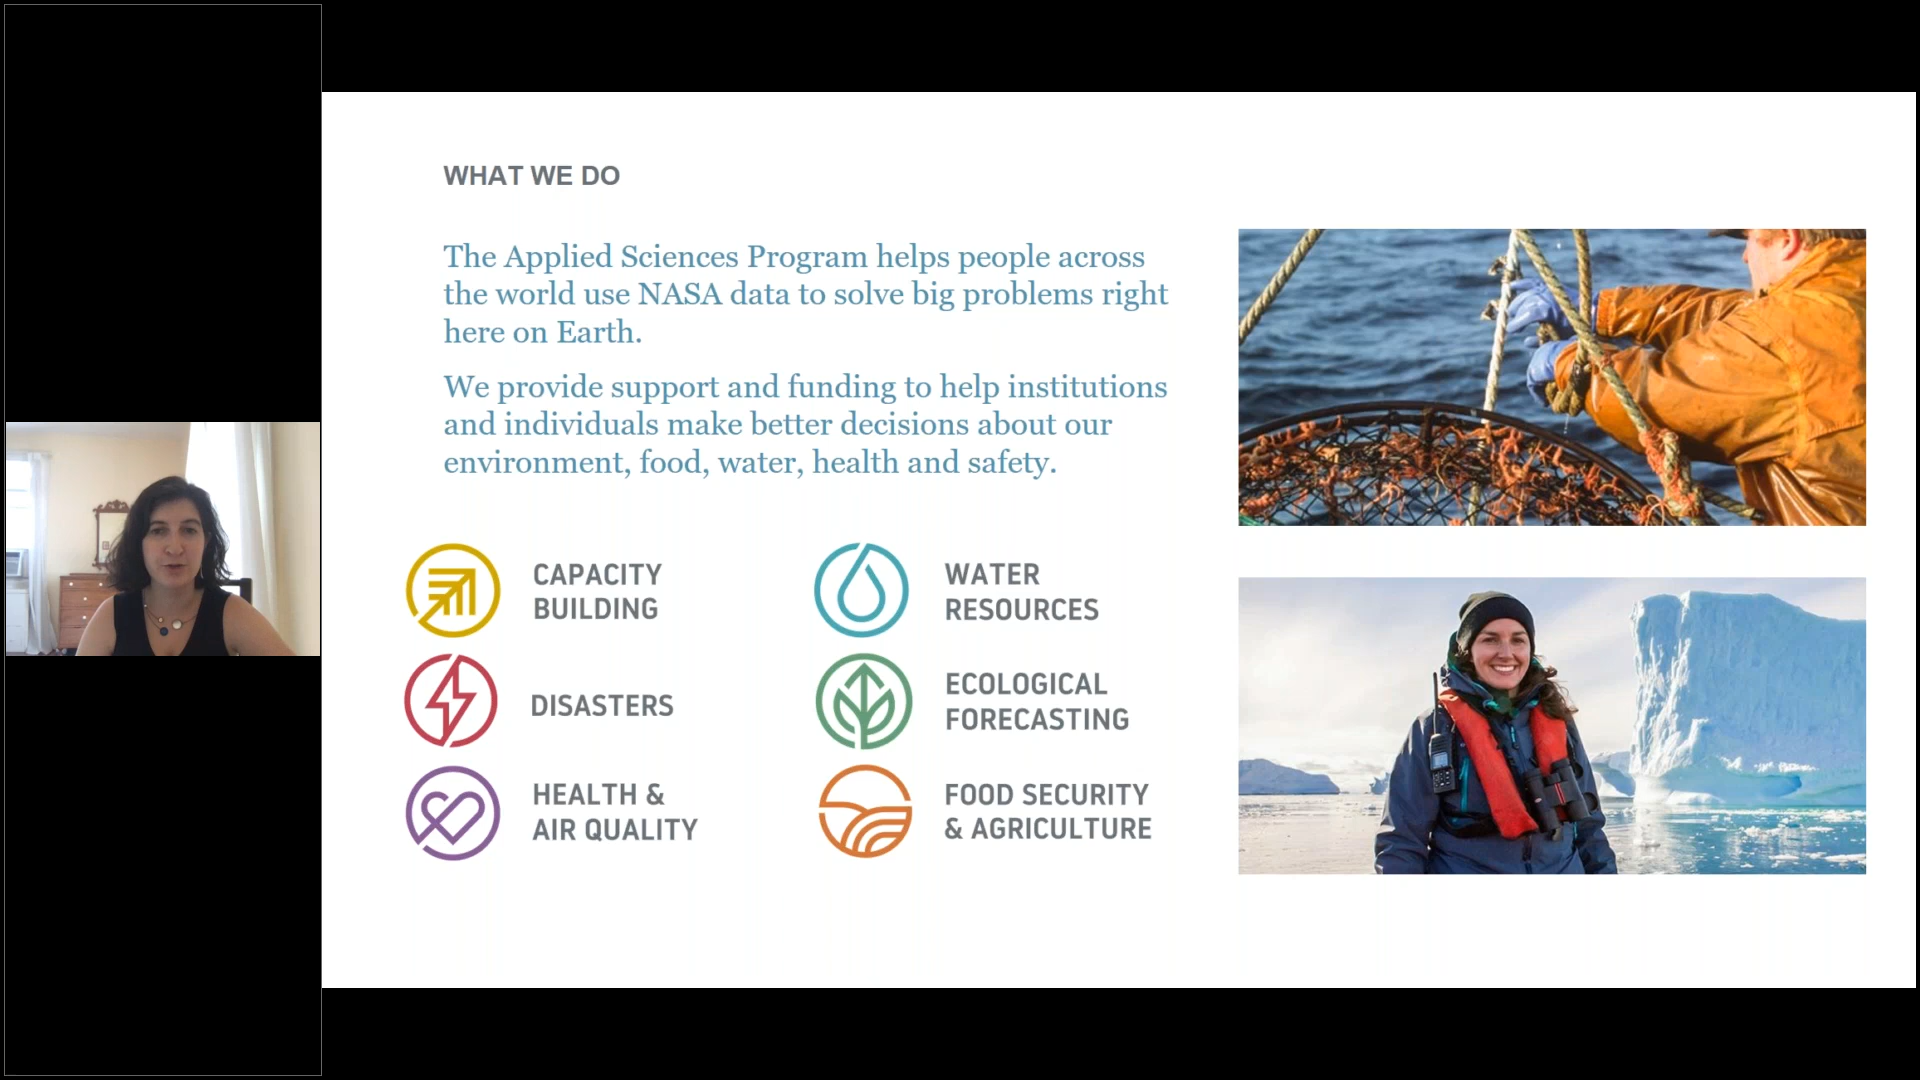 WHAT WE DO
The Applied Sciences Program helps people across
the world use NASA data to solve big problems right
here on Earth.
We provide support and funding to help institutions
and individuals make better decisions about our
environment, food, water, health and safety.
CAPACITY
BUILDING
WATER
RESOURCES
DISASTERS
ECOLOGICAL
FORECASTING
HEALTH &
AIR QUALITY
FOOD SECURITY
& AGRICULTURE